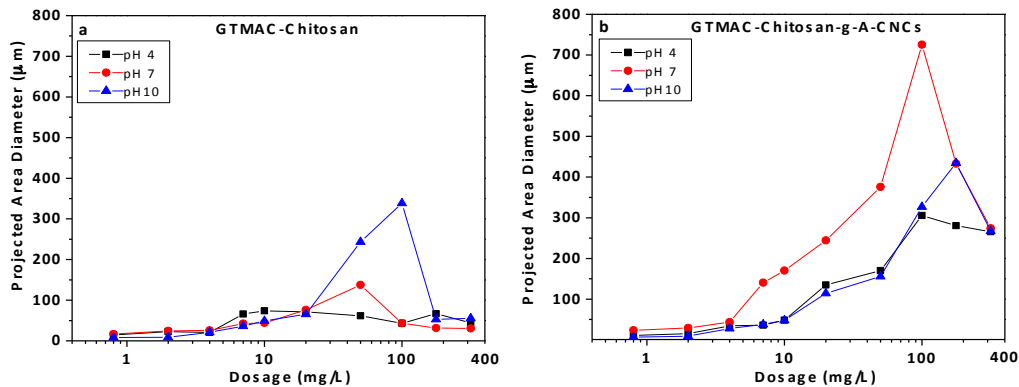 a
GTMAC-Chitosan
pH 4
pH 7
pH10
Projected Area Diameter (μm)
800
700
600
500
400
300
200
100
0
1
10
100
400
Dosage (mg/L)
b
GTMAC-Chitosan-g-A-CNCs
pH 4
pH 7
pH10
Projected Area Diameter (μm)
800
700
600
500
400
300
200
100
1
10
100
400
Dosage (mg/L)